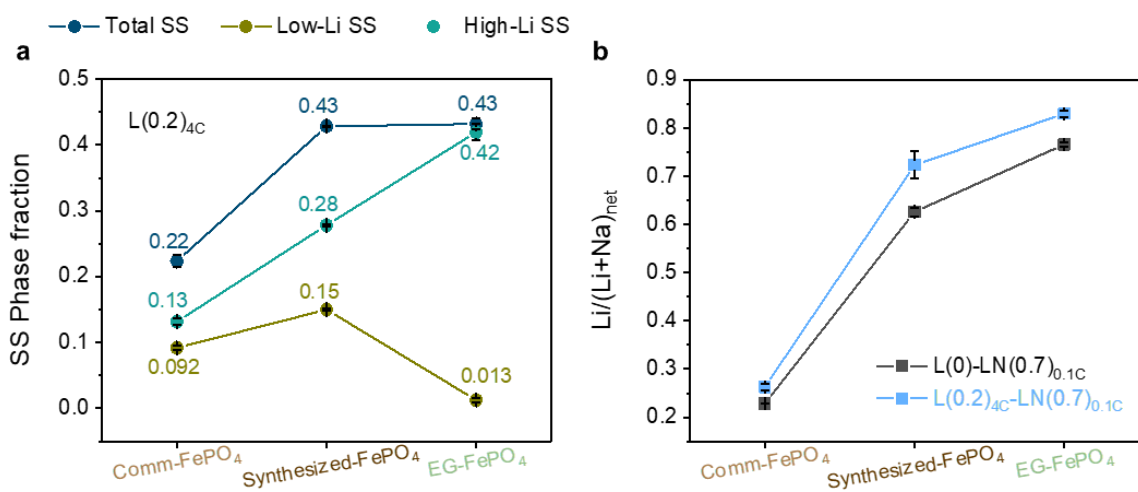 Total SS Low-Li SS High-Li SS
a
b
SS Phase fraction
0.5
0.4
0.3
0.2
0.1
0.0
L(0.2)4C
0.43
0.43
0.42
0.28
0.22
0.13
0.15
0.092
0.013
Comm-FePO4
Synthesized-FePO4
EG-FePO4
Li/(Li+Na)net
0.9
0.8
0.7
0.6
0.5
0.4
0.3
0.2
L(0)-LN(0.7)0.1C
L(0.2)4C-LN(0.7)0.1C
Comm-FePO4
Synthesized-FePO4
EG-FePO4